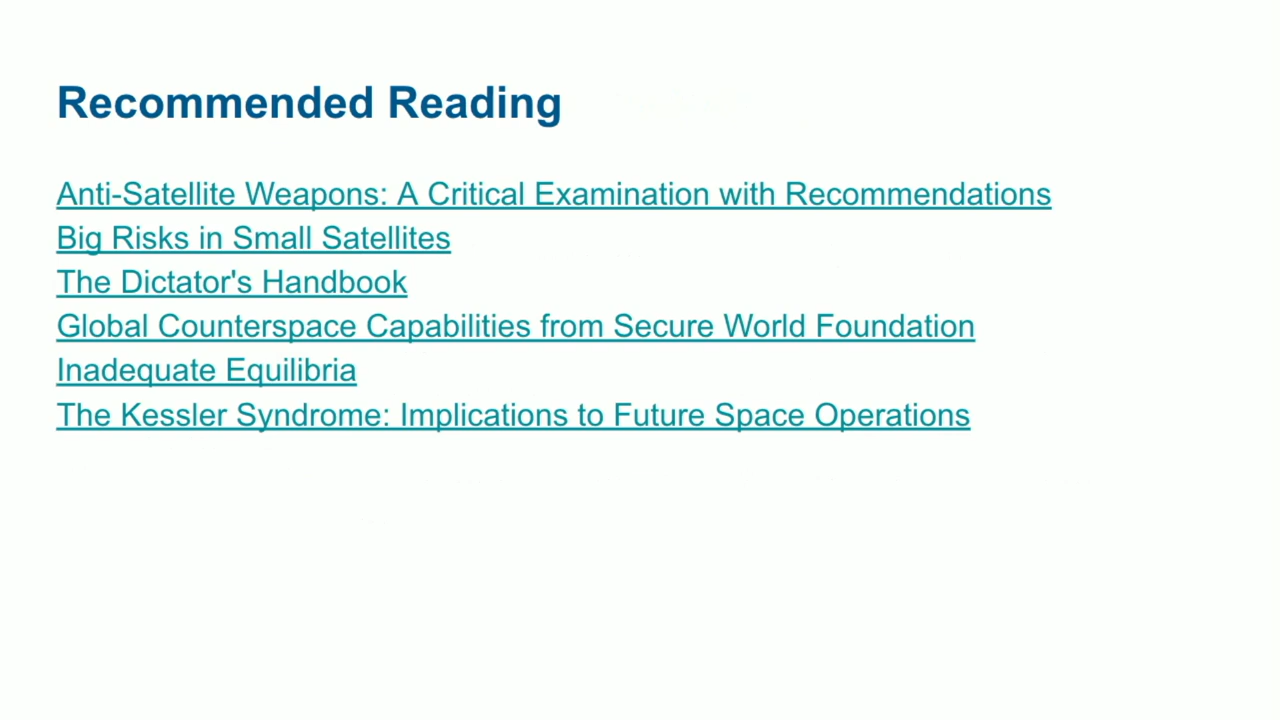 Recommended Reading
Anti-Satellite Weapons: A Critical Examination with Recommendations
Big Risks in Small Satellites
The Dictator's Handbook
Global Counterspace Capabilities from Secure World Foundation
Inadequate Equilibria
The Kessler Syndrome: Implications to Future Space Operations